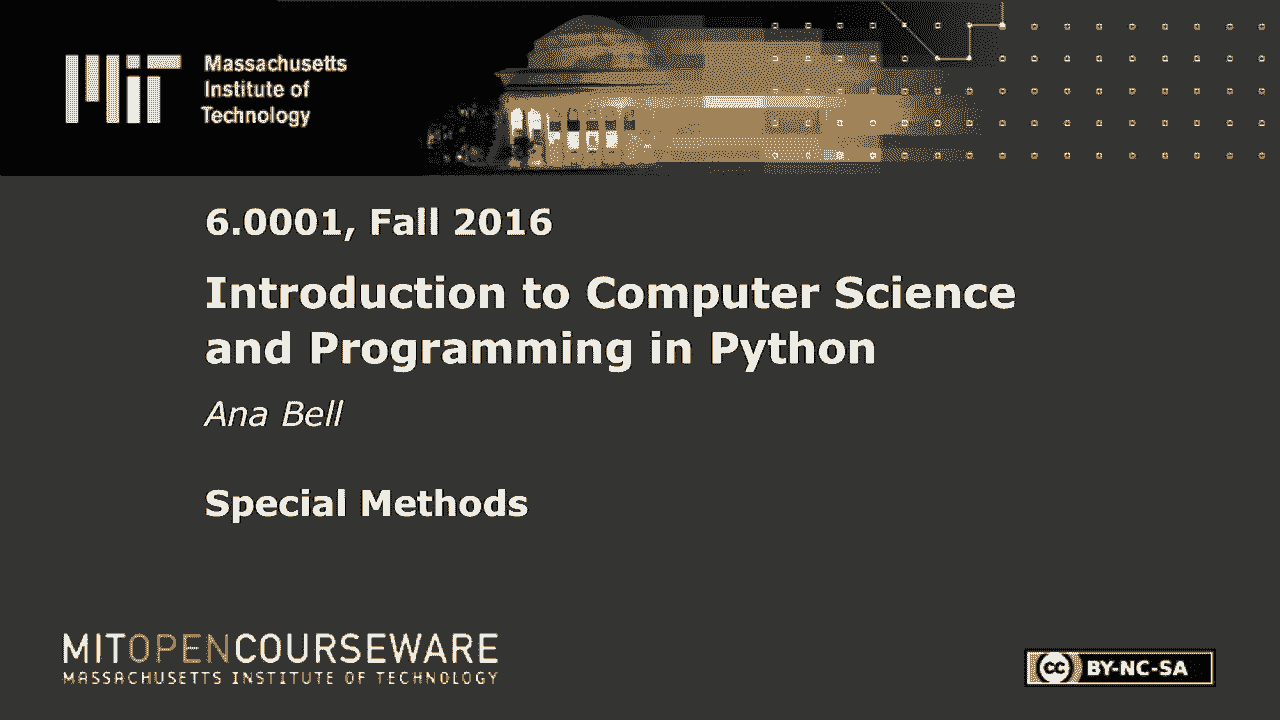 Massachusetts
Institute of
Technology
6.0001, Fall 2016
Introduction to Computer Science
and Programming in Python
Ana Bell
Special Methods
MITOPENCOURSEWARE
MASSACHUSETTS INSTITUTE OF TECHNOLOGY
cc BY-NC-SA